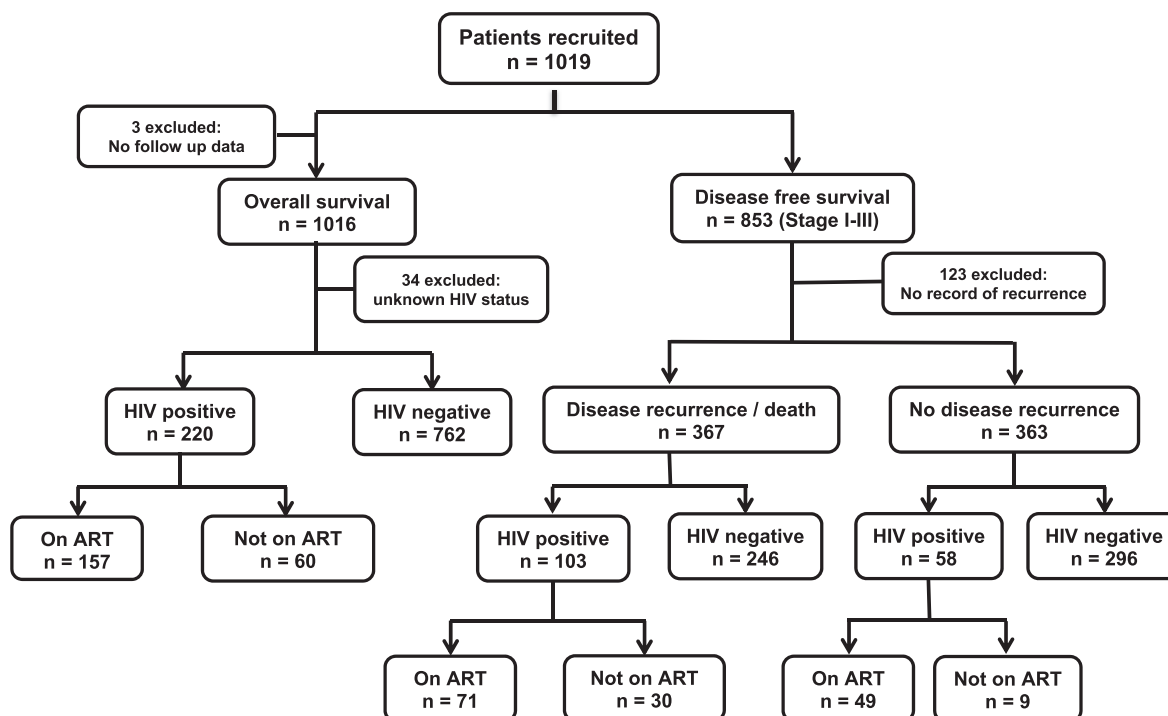 Patients recruited
n = 1019
3 excluded:
No follow up data
Overall survival
n = 1016
Disease free survival
n = 853 (Stage I-III)
34 excluded:
unknown HIV status
123 excluded:
No record of recurrence
HIV positive
n = 220
HIV negative
n = 762
Disease recurrence / death
n = 367
No disease recurrence
n = 363
On ART
n = 157
Not on ART
n = 60
HIV positive
n = 103
HIV negative
n = 246
HIV positive
n = 58
HIV negative
n = 296
On ART
n = 71
Not on ART
n = 30
On ART
n = 49
Not on ART
n = 9